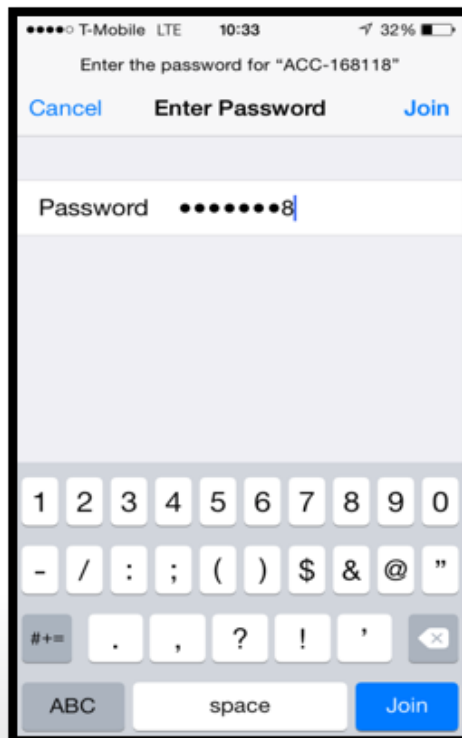 ●●●●○ T-Mobile LTE 10:33 32%
Enter the password for “ACC-168118”
Cancel Enter Password Join
Password ●●●●●●●8
1 2 3 4 5 6 7 8 9 0
- / : ; ( ) $ & @ ”
#+= . , ? ! ’
ABC space Join